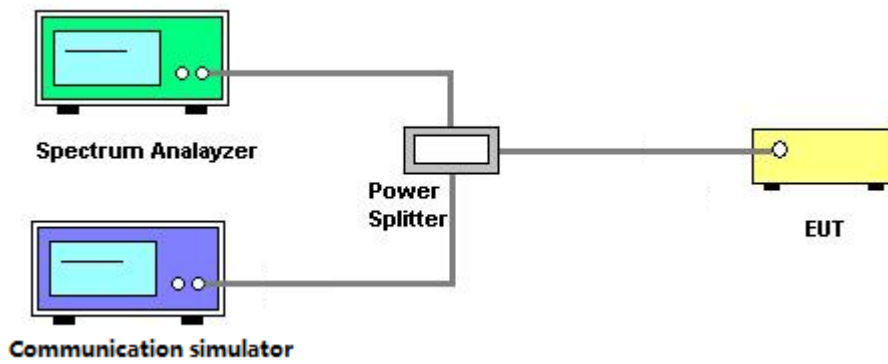 Spectrum Analayzer
Power
Splitter
EUT
Communication simulator